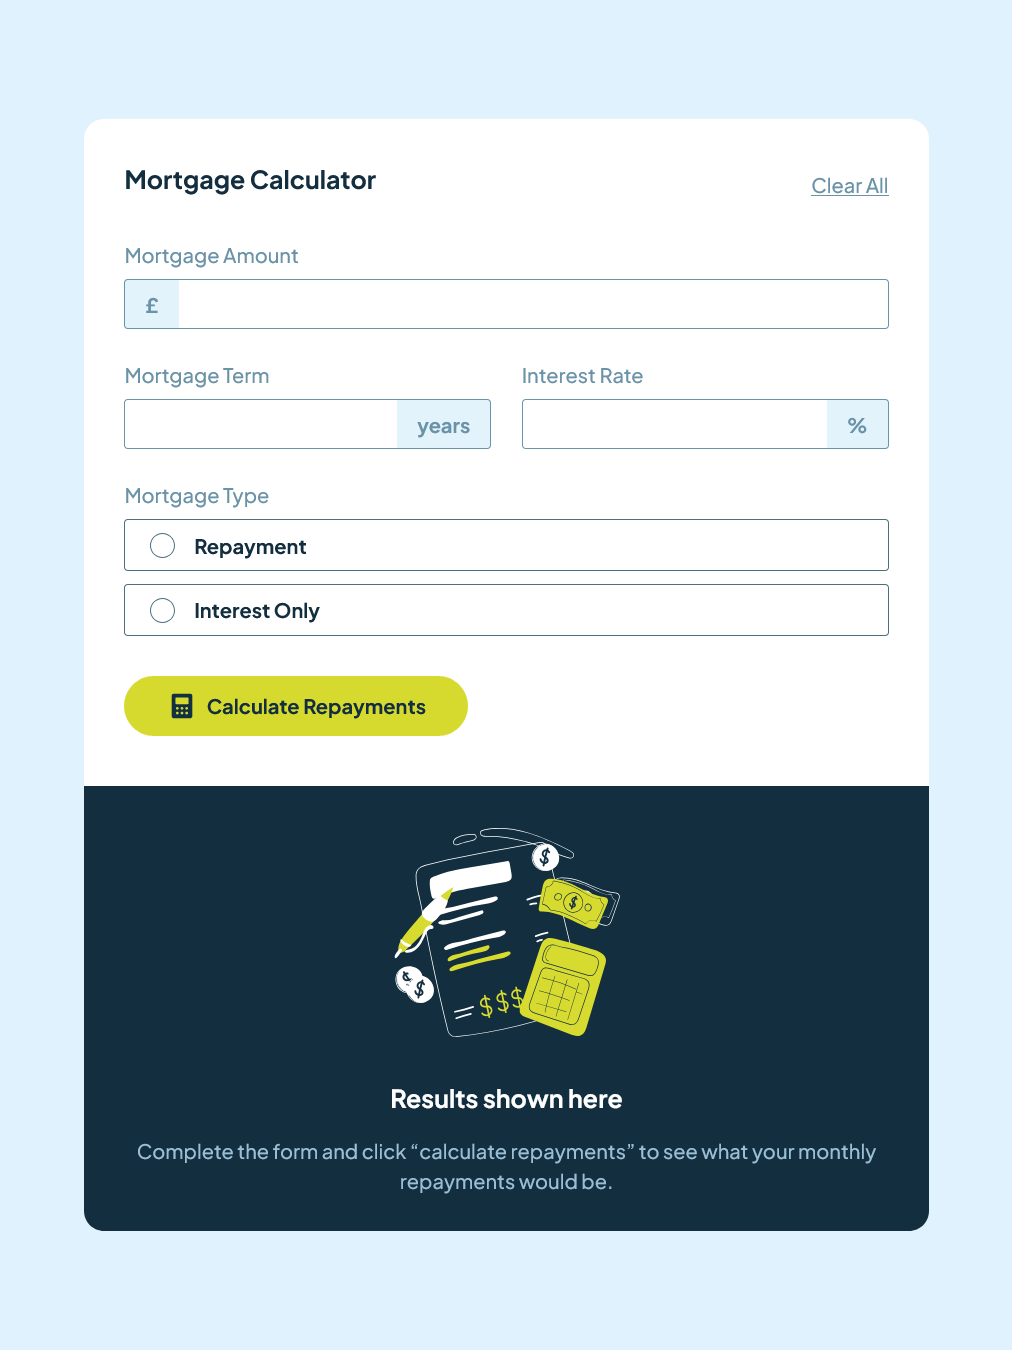 Mortgage Calculator
Clear All
Mortgage Amount
£
Mortgage Term
Interest Rate
years
%
Mortgage Type
Repayment
Interest Only
Calculate Repayments
$
$
$
$
$$$
Results shown here
Complete the form and click “calculate repayments” to see what your monthly
repayments would be.